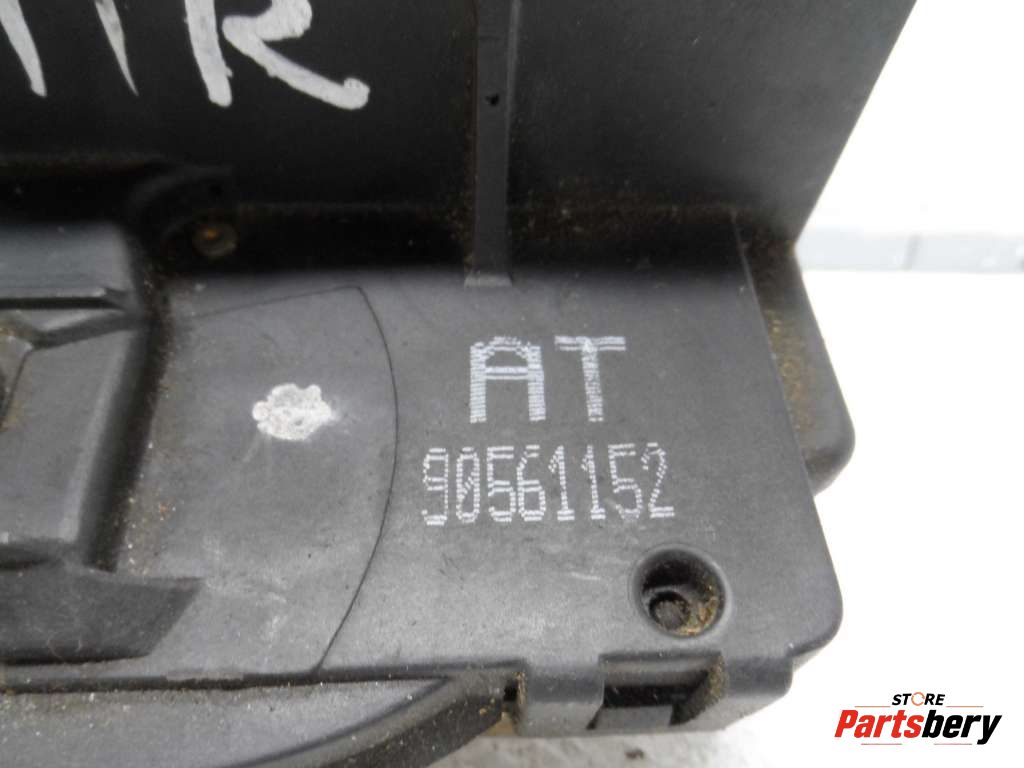 AT
90561152
STORE
Partsbery